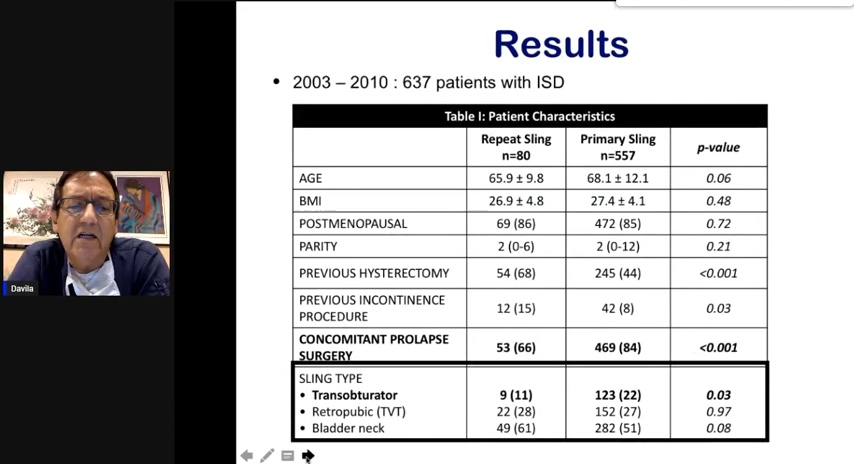 Results
• 2003 – 2010 : 637 patients with ISD
Table I: Patient Characteristics
Repeat Sling n=80 Primary Sling n=557 p-value
AGE 65.9 ± 9.8 68.1 ± 12.1 0.06
BMI 26.9 ± 4.8 27.4 ± 4.1 0.48
POSTMENOPAUSAL 69 (86) 472 (85) 0.72
PARITY 2 (0-6) 2 (0-12) 0.21
PREVIOUS HYSTERECTOMY 54 (68) 245 (44) <0.001
PREVIOUS INCONTINENCE PROCEDURE 12 (15) 42 (8) 0.03
CONCOMITANT PROLAPSE SURGERY 53 (66) 469 (84) <0.001
SLING TYPE
• Transobturator 9 (11) 123 (22) 0.03
• Retropubic (TVT) 22 (28) 152 (27) 0.97
• Bladder neck 49 (61) 282 (51) 0.08
Davila